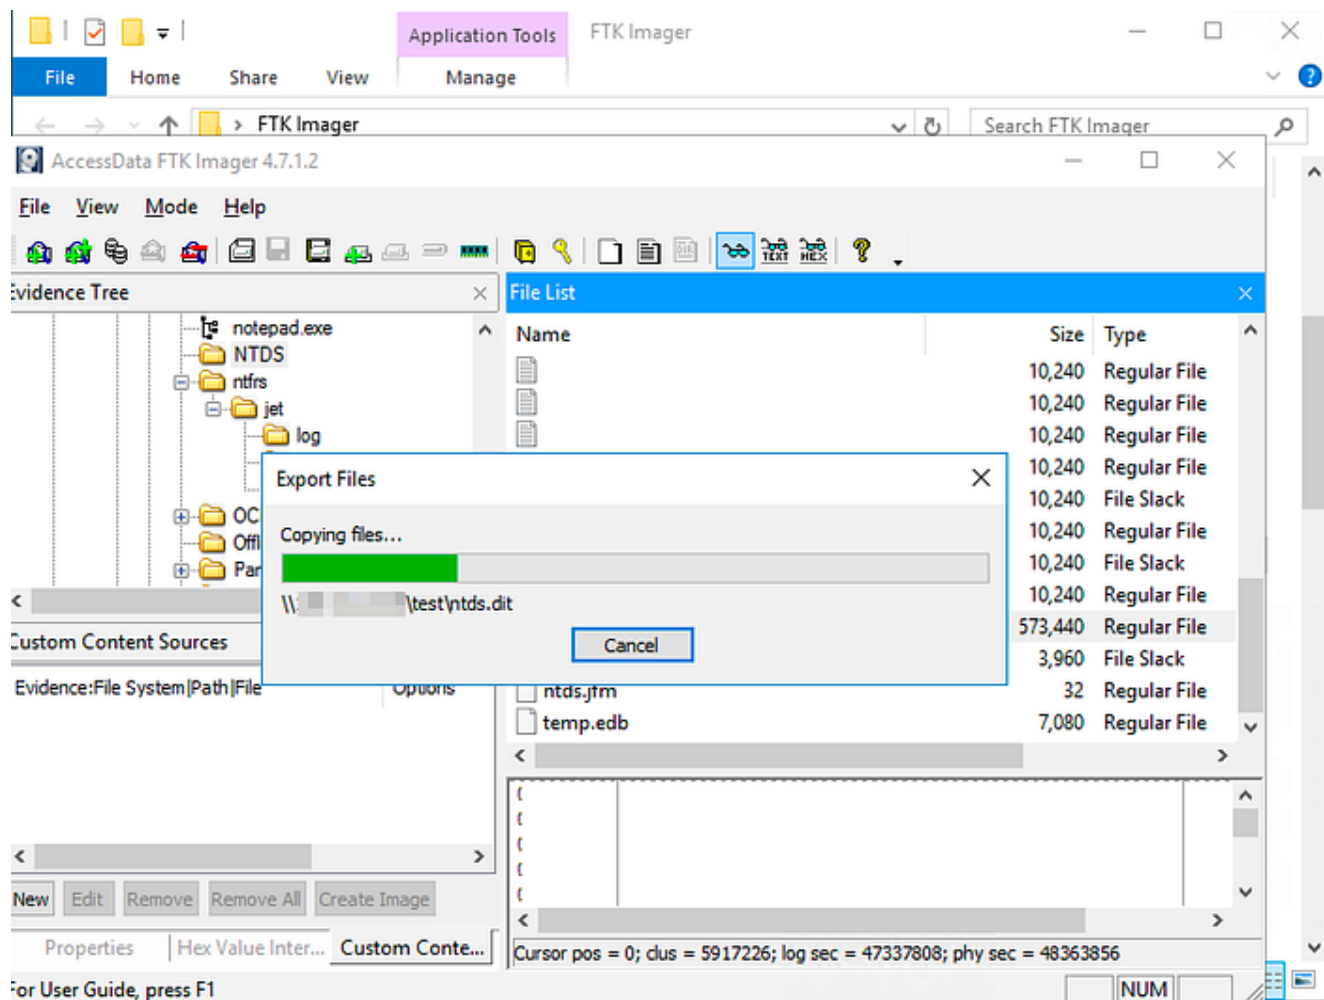 Application Tools
FTK Imager
File
Home
Share
View
Manage
FTK Imager
Search FTK Imager
AccessData FTK Imager 4.7.1.2
File View Mode Help
TEXT
HEX
Evidence Tree
File List
notepad.exe
NTDS
ntfrs
jet
log
OC
Offl
Par
Name Size Type
10,240 Regular File
10,240 Regular File
10,240 Regular File
10,240 Regular File
10,240 File Slack
10,240 Regular File
10,240 File Slack
10,240 Regular File
573,440 Regular File
3,960 File Slack
ntds.jfm 32 Regular File
temp.edb 7,080 Regular File
Export Files
Copying files...
\test\ntds.dit
Cancel
Custom Content Sources
Evidence:File System|Path|File
Options
New Edit Remove Remove All Create Image
Properties Hex Value Inter... Custom Conte...
Cursor pos = 0; clus = 5917226; log sec = 47337808; phy sec = 48363856
For User Guide, press F1
NUM